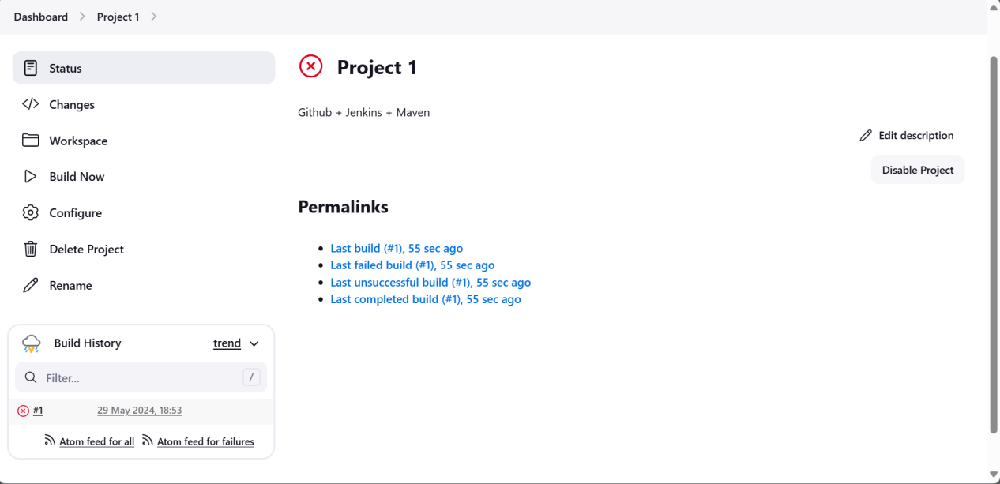 Dashboard > Project 1 >
Status
Changes
Workspace
Build Now
Configure
Delete Project
Rename
Build History trend
Filter... /
#1 29 May 2024, 18:53
Atom feed for all Atom feed for failures
Project 1
Github + Jenkins + Maven
Edit description
Disable Project
Permalinks
• Last build (#1), 55 sec ago
• Last failed build (#1), 55 sec ago
• Last unsuccessful build (#1), 55 sec ago
• Last completed build (#1), 55 sec ago